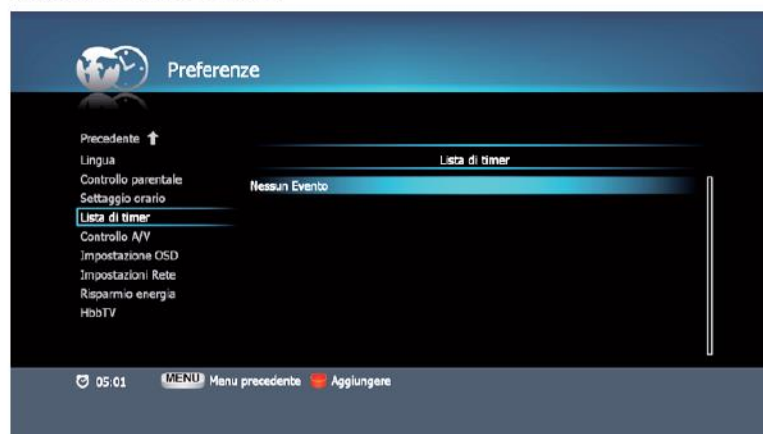 Preferenze
Precedente
Lingua
Controllo parentale
Settaggio orario
Lista di timer
Controllo A/V
Impostazione OSD
Impostazioni Rete
Risparmio energia
HbbTV
Lista di timer
Nessun Evento
05:01 MENU Menu precedente Aggiungere